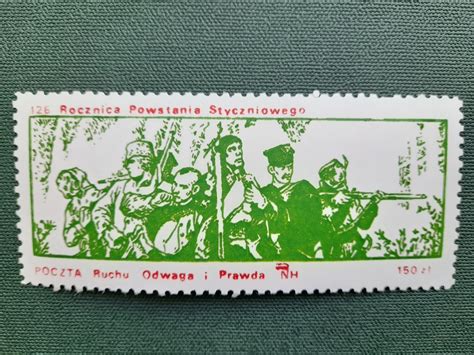 126 Rocznica Powstania Styczniowego
POCZTA Ruchu Odwaga i Prawda NH 150 zł